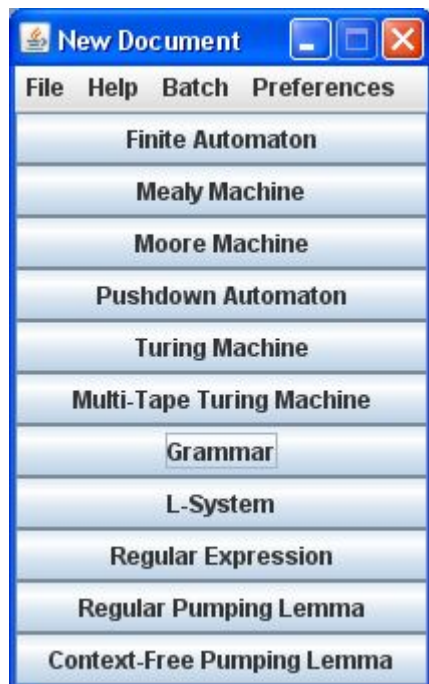 New Document
File Help Batch Preferences
Finite Automaton
Mealy Machine
Moore Machine
Pushdown Automaton
Turing Machine
Multi-Tape Turing Machine
Grammar
L-System
Regular Expression
Regular Pumping Lemma
Context-Free Pumping Lemma